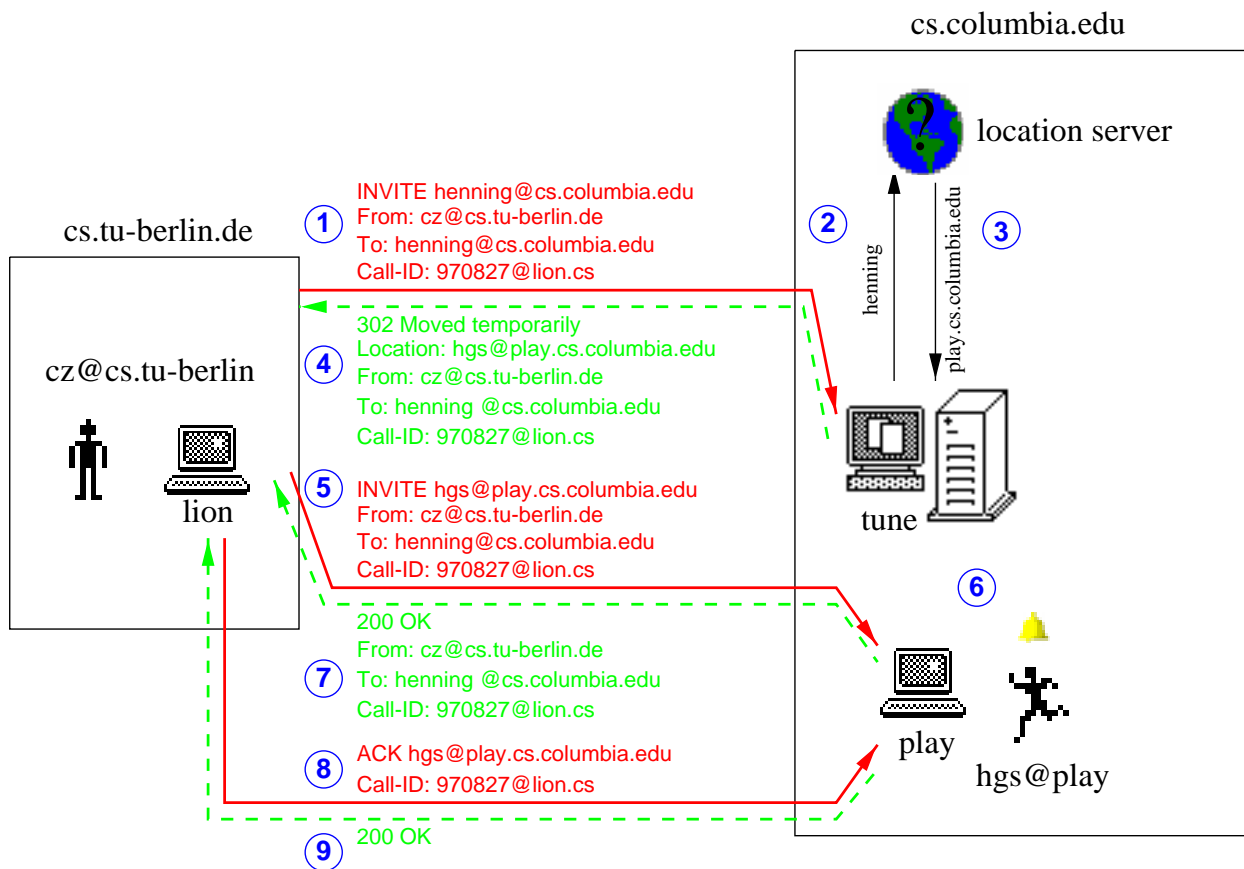 cs.columbia.edu
location server
1
INVITE henning@cs.columbia.edu
From: cz@cs.tu-berlin.de
To: henning@cs.columbia.edu
Call-ID: 970827@lion.cs
2
3
henning
play.cs.columbia.edu
cs.tu-berlin.de
cz@cs.tu-berlin
lion
4
302 Moved temporarily
Location: hgs@play.cs.columbia.edu
From: cz@cs.tu-berlin.de
To: henning @cs.columbia.edu
Call-ID: 970827@lion.cs
tune
5
INVITE hgs@play.cs.columbia.edu
From: cz@cs.tu-berlin.de
To: henning@cs.columbia.edu
Call-ID: 970827@lion.cs
6
7
200 OK
From: cz@cs.tu-berlin.de
To: henning @cs.columbia.edu
Call-ID: 970827@lion.cs
play
hgs@play
8
ACK hgs@play.cs.columbia.edu
Call-ID: 970827@lion.cs
9
200 OK
?